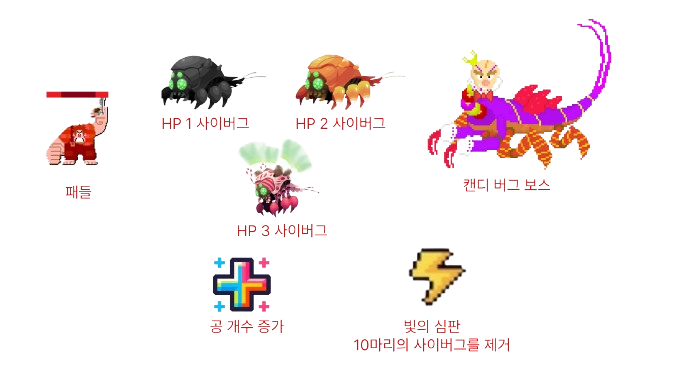 HP 1 사이버그
HP 2 사이버그
패들
캔디 버그 보스
HP 3 사이버그
공 개수 증가
빛의 심판
10마리의 사이버그를 제거